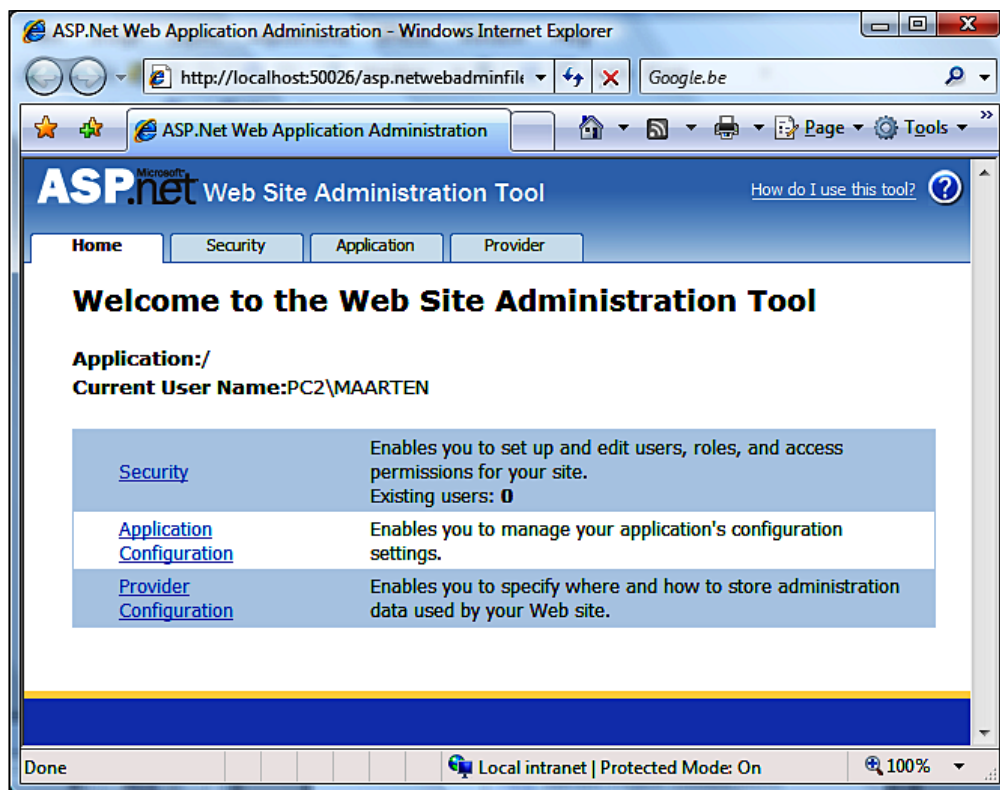 ASP.Net Web Application Administration - Windows Internet Explorer
http://localhost:50026/asp.netwebadminfile
Google.be
ASP.Net Web Application Administration
Page
Tools
Microsoft
ASP.net Web Site Administration Tool
How do I use this tool?
Home
Security
Application
Provider
Welcome to the Web Site Administration Tool
Application:/
Current User Name:PC2\MAARTEN
Security
Enables you to set up and edit users, roles, and access
permissions for your site.
Existing users: 0
Application
Configuration
Enables you to manage your application's configuration
settings.
Provider
Configuration
Enables you to specify where and how to store administration
data used by your Web site.
Done
Local intranet | Protected Mode: On
100%